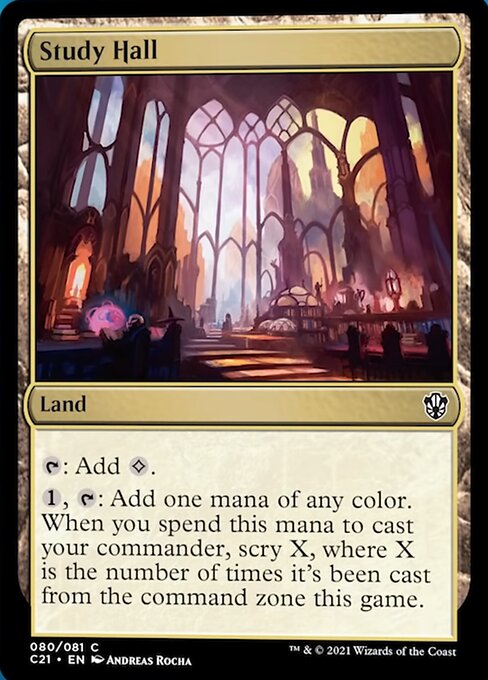 Study Hall
Land
: Add .
1, : Add one mana of any color.
When you spend this mana to cast
your commander, scry X, where X
is the number of times it's been cast
from the command zone this game.
080/081 C
C21 • EN Andreas Rocha
™ & © 2021 Wizards of the Coast